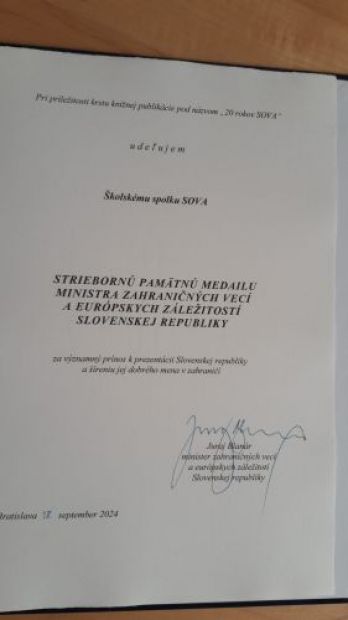 Pri príležitosti krstu knižnej publikácie pod názvom „20 rokov SOVA“
udeľujem
Školskému spolku SOVA
STRIEBORNÚ PAMÄTNÚ MEDAILU
MINISTRA ZAHRANIČNÝCH VECÍ
A EURÓPSKYCH ZÁLEŽITOSTÍ
SLOVENSKEJ REPUBLIKY
za významný prínos k prezentácii Slovenskej republiky
a šíreniu jej dobrého mena v zahraničí
Juraj Blanár
minister zahraničných vecí
a európskych záležitostí
Slovenskej republiky
Bratislava september 2024